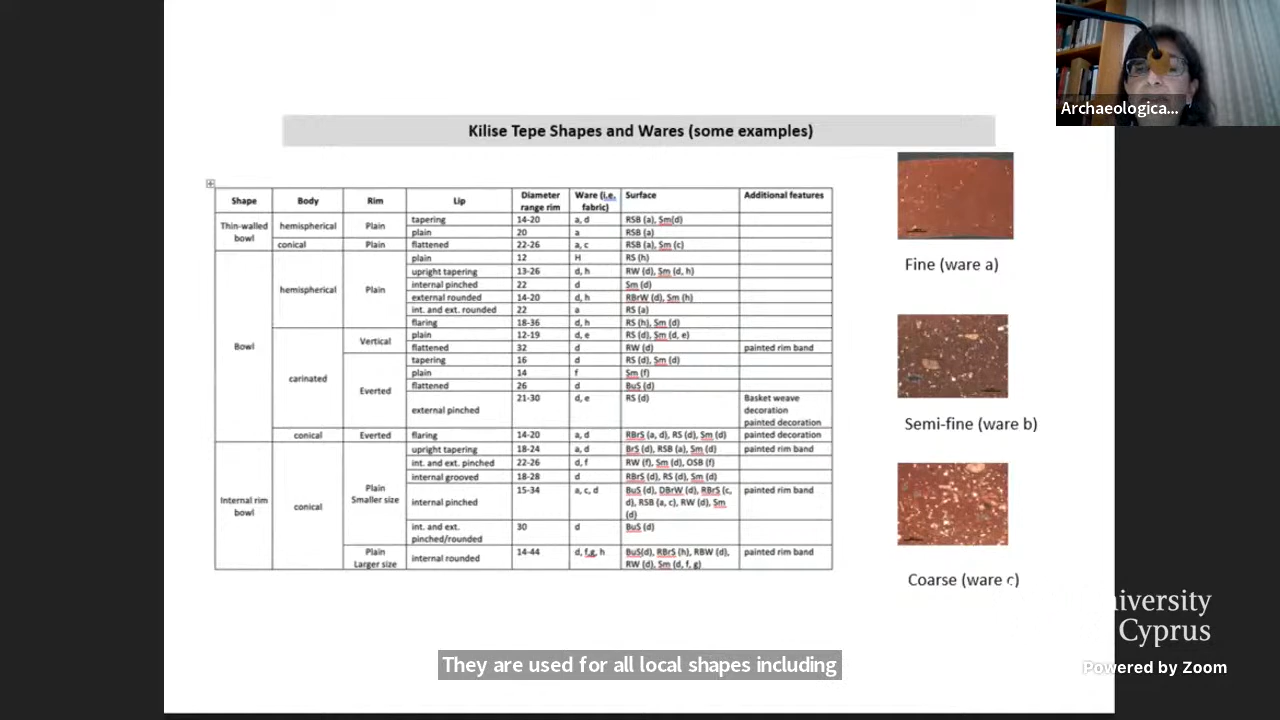 Archaeologica...
Kilise Tepe Shapes and Wares (some examples)
Shape Body Rim Lip Diameter range rim Ware (i.e. fabric) Surface Additional features
Thin-walled bowl hemispherical Plain tapering 14-20 a, d RSB (a), Sm(d)
plain 20 a RSB (a)
conical Plain flattened 22-26 a, c RSB (a), Sm (c)
Bowl hemispherical Plain plain 12 H RS (h)
upright tapering 13-26 d, h RW (d), Sm (d, h)
internal pinched 22 d Sm (d)
external rounded 14-20 d, h RBrW (d), Sm (h)
int. and ext. rounded 22 a RS (a)
flaring 18-36 d, h RS (h), Sm (d)
carinated Vertical plain 12-19 d, e RS (d), Sm (d, e)
flattened 32 d RW (d) painted rim band
Everted tapering 16 d RS (d), Sm (d)
plain 14 f Sm (f)
flattened 26 d BuS (d)
external pinched 21-30 d, e RS (d) Basket weave decoration painted decoration
conical Everted flaring 14-20 a, d RBrS (a, d), RS (d), Sm (d) painted decoration
Internal rim bowl conical Plain Smaller size upright tapering 18-24 a, d BrS (d), RSB (a), Sm (d) painted rim band
int. and ext. pinched 22-26 d, f RW (f), Sm (d), OSB (f)
internal grooved 18-28 d RBrS (d), RS (d), Sm (d)
internal pinched 15-34 a, c, d BuS (d), DBrW (d), RBrS (c, d), RSB (a, c), RW (d), Sm (d) painted rim band
int. and ext. pinched/rounded 30 d BuS (d)
Plain Larger size internal rounded 14-44 d, f,g, h BuS(d), RBrS (h), RBW (d), RW (d), Sm (d, f, g) painted rim band
Fine (ware a)
Semi-fine (ware b)
Coarse (ware c)
iversity
Cyprus
Powered by Zoom
They are used for all local shapes including